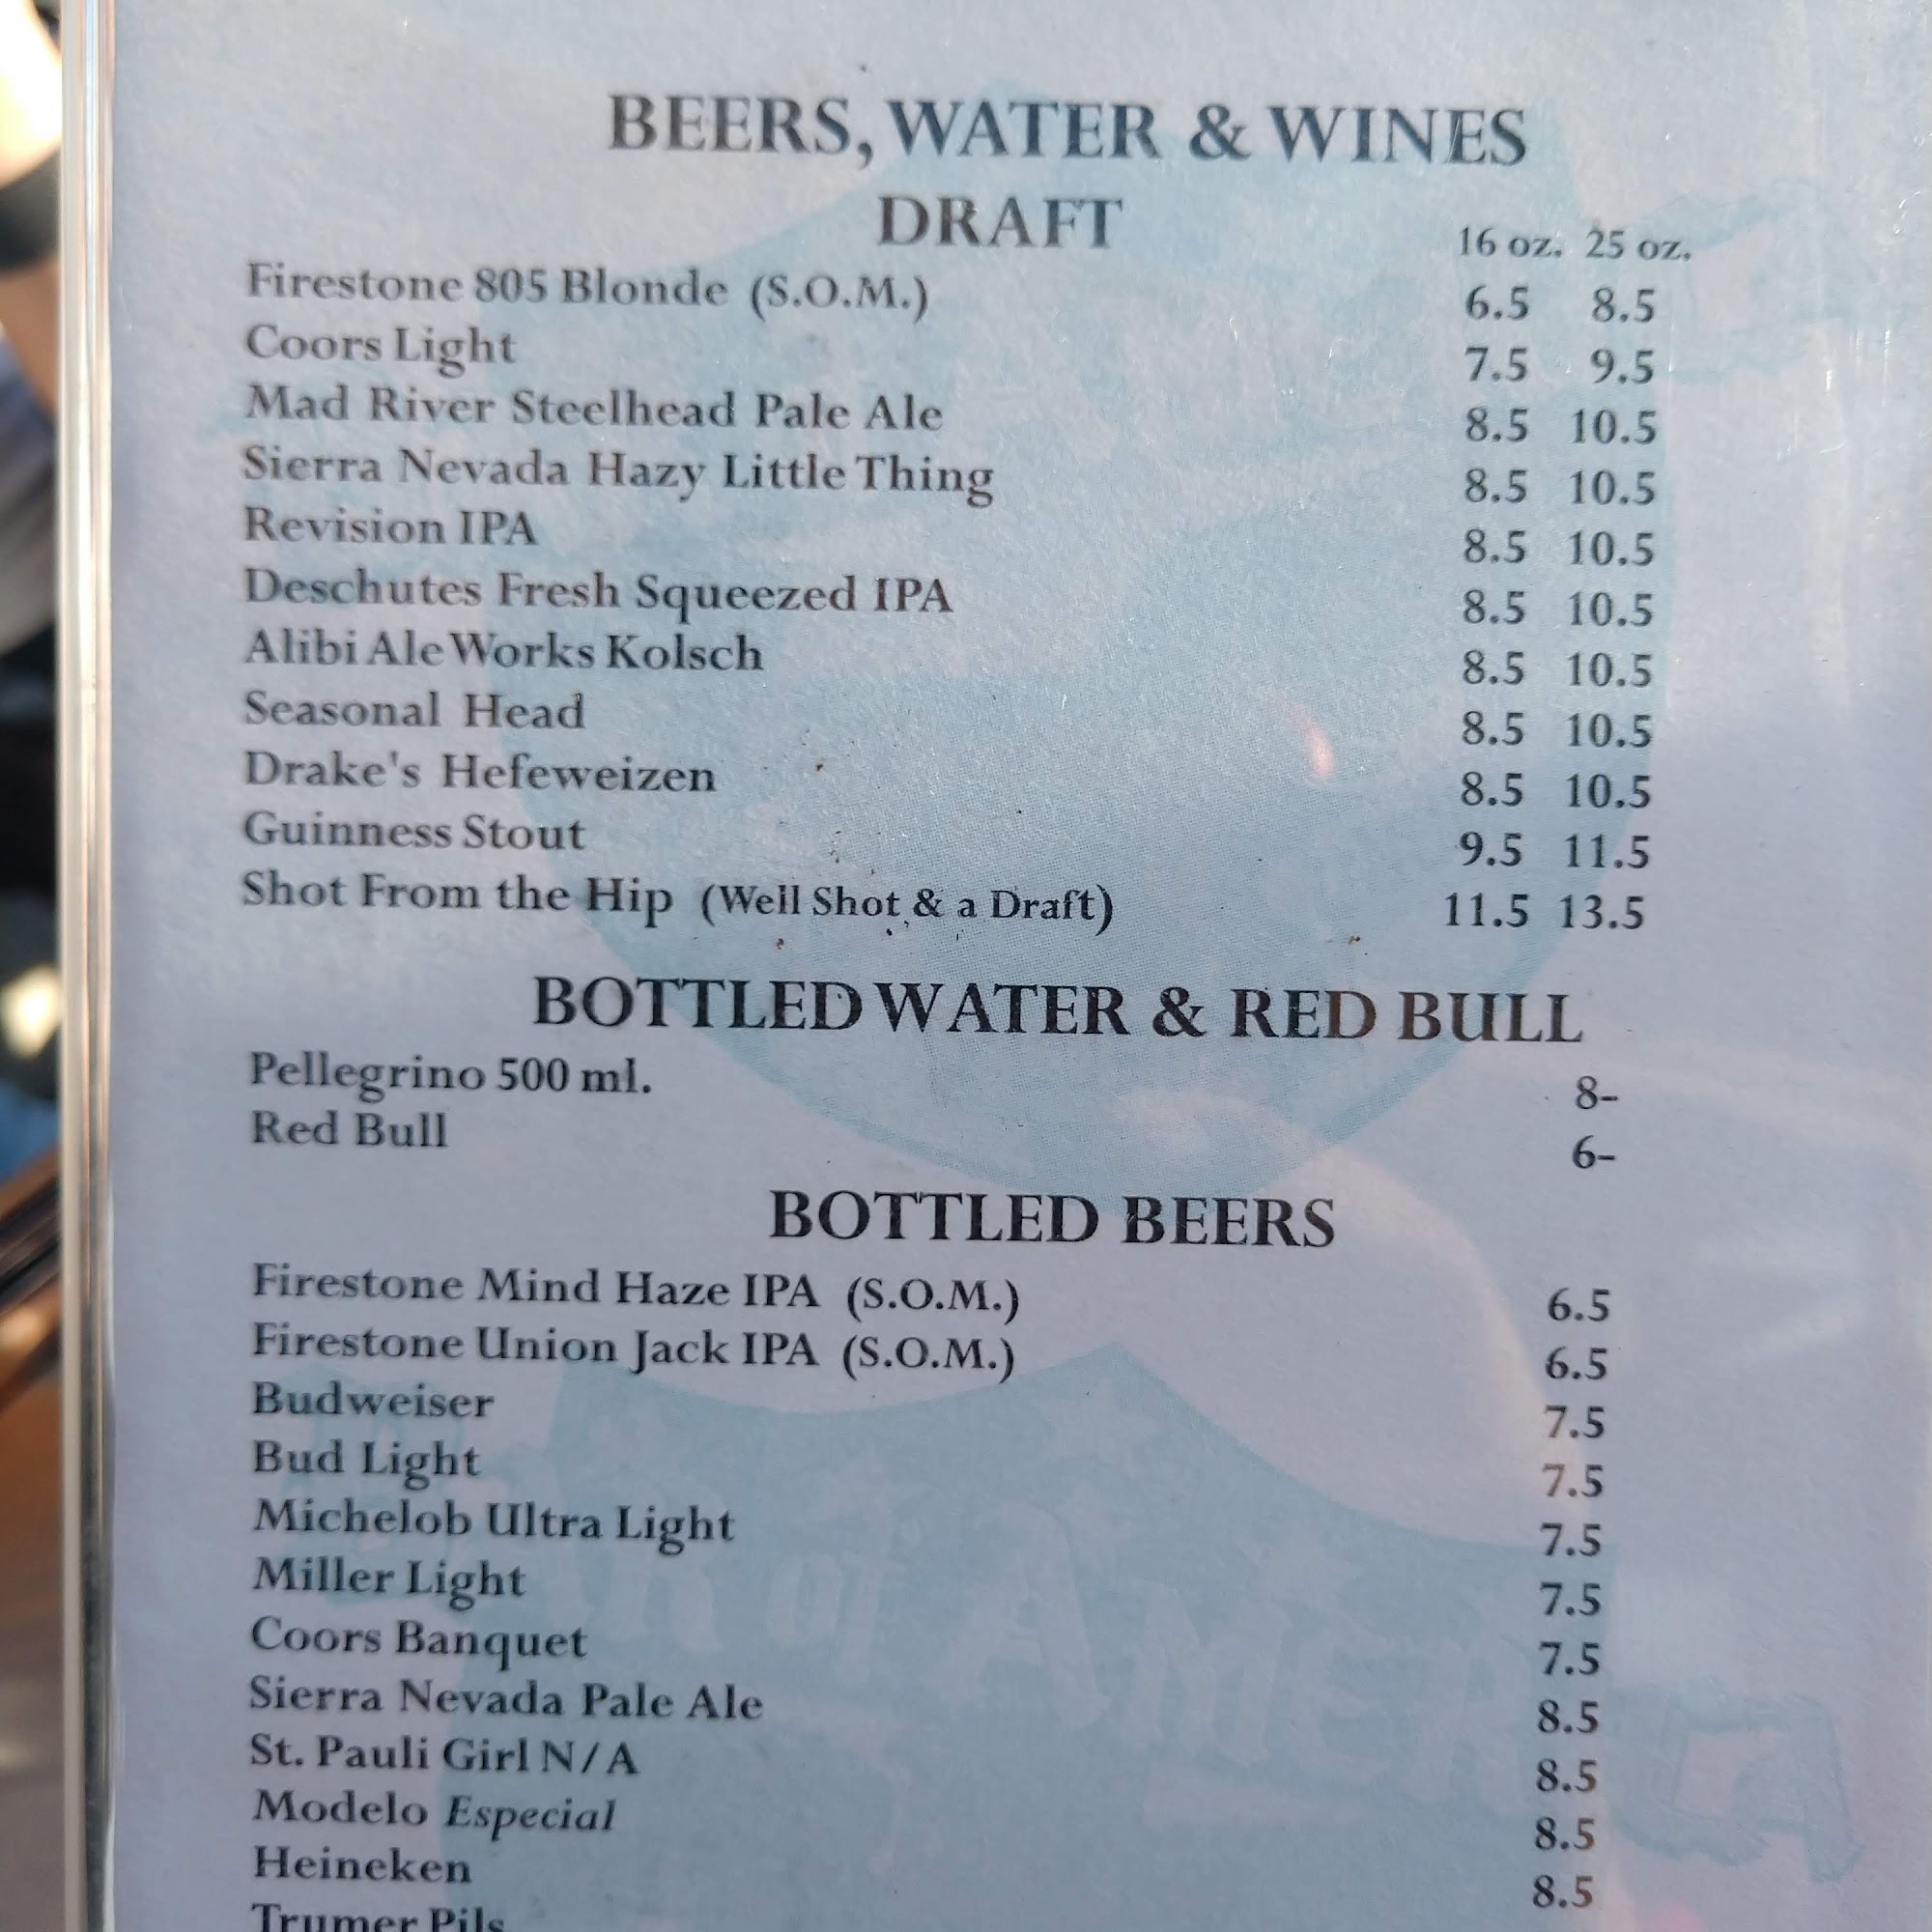 BEERS, WATER & WINES
DRAFT 16 oz. 25 oz.
Firestone 805 Blonde (S.O.M.) 6.5 8.5
Coors Light 7.5 9.5
Mad River Steelhead Pale Ale 8.5 10.5
Sierra Nevada Hazy Little Thing 8.5 10.5
Revision IPA 8.5 10.5
Deschutes Fresh Squeezed IPA 8.5 10.5
Alibi Ale Works Kolsch 8.5 10.5
Seasonal Head 8.5 10.5
Drake's Hefeweizen 8.5 10.5
Guinness Stout 9.5 11.5
Shot From the Hip (Well Shot & a Draft) 11.5 13.5
BOTTLED WATER & RED BULL
Pellegrino 500 ml. 8-
Red Bull 6-
BOTTLED BEERS
Firestone Mind Haze IPA (S.O.M.) 6.5
Firestone Union Jack IPA (S.O.M.) 6.5
Budweiser 7.5
Bud Light 7.5
Michelob Ultra Light 7.5
Miller Light 7.5
Coors Banquet 7.5
Sierra Nevada Pale Ale 8.5
St. Pauli Girl N/A 8.5
Modelo Especial 8.5
Heineken 8.5
Trumer Pils